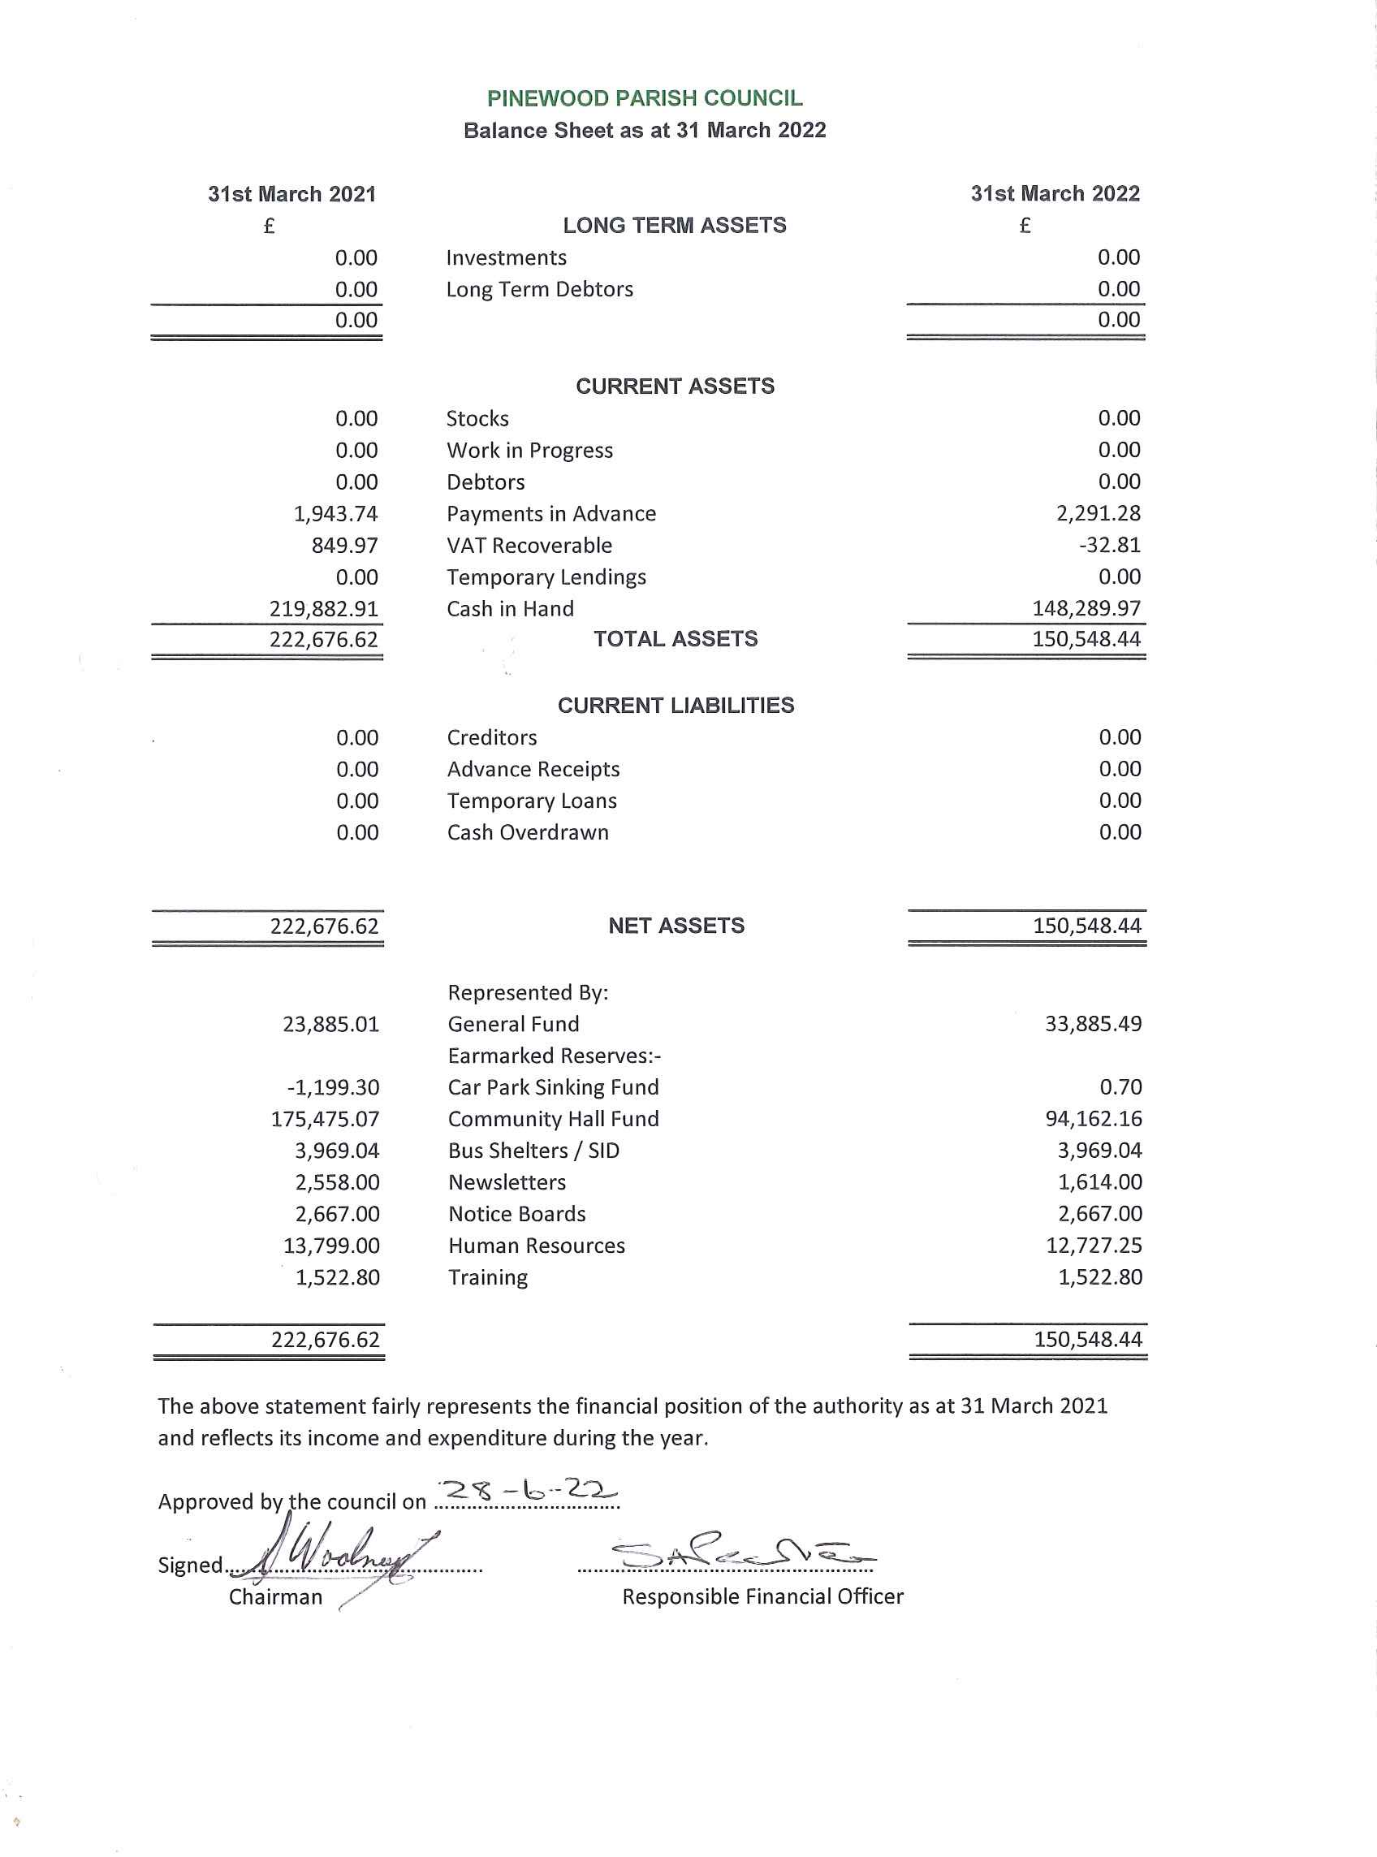 PINEWOOD PARISH COUNCIL
Balance Sheet as at 31 March 2022
31st March 2021 31st March 2022
£ LONG TERM ASSETS £
0.00 Investments 0.00
0.00 Long Term Debtors 0.00
0.00 0.00
CURRENT ASSETS
0.00 Stocks 0.00
0.00 Work in Progress 0.00
0.00 Debtors 0.00
1,943.74 Payments in Advance 2,291.28
849.97 VAT Recoverable -32.81
0.00 Temporary Lendings 0.00
219,882.91 Cash in Hand 148,289.97
222,676.62 TOTAL ASSETS 150,548.44
CURRENT LIABILITIES
0.00 Creditors 0.00
0.00 Advance Receipts 0.00
0.00 Temporary Loans 0.00
0.00 Cash Overdrawn 0.00
222,676.62 NET ASSETS 150,548.44
Represented By:
23,885.01 General Fund 33,885.49
Earmarked Reserves:-
-1,199.30 Car Park Sinking Fund 0.70
175,475.07 Community Hall Fund 94,162.16
3,969.04 Bus Shelters / SID 3,969.04
2,558.00 Newsletters 1,614.00
2,667.00 Notice Boards 2,667.00
13,799.00 Human Resources 12,727.25
1,522.80 Training 1,522.80
222,676.62 150,548.44
The above statement fairly represents the financial position of the authority as at 31 March 2021
and reflects its income and expenditure during the year.
Approved by the council on 28-6-22
Signed
Chairman Responsible Financial Officer